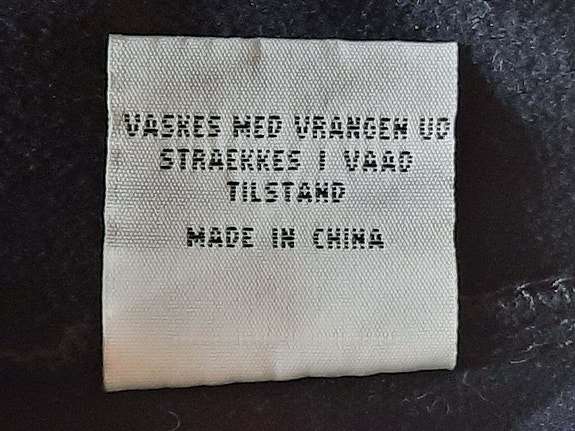 VASKES MED VRANGEN UD
STRAEKKES I VAAD
TILSTAND
MADE IN CHINA